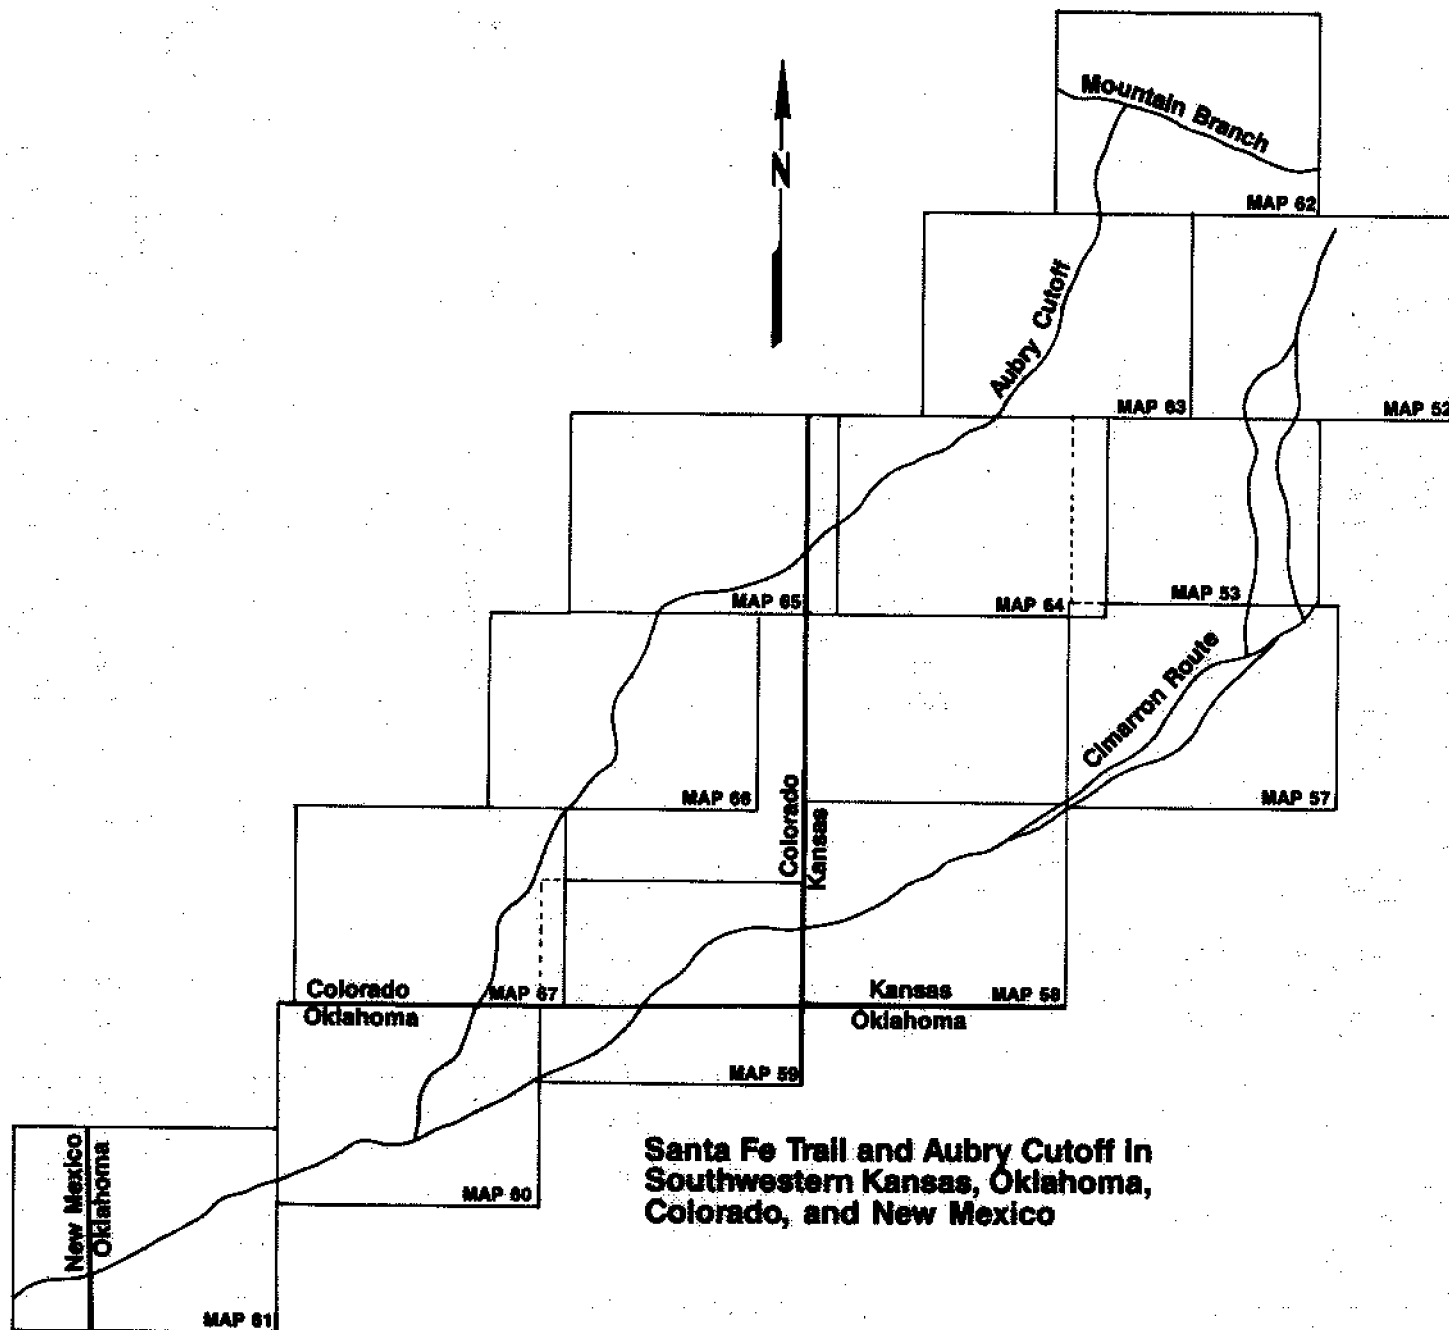 Mountain Branch
N
MAP 62
Aubry Cutoff
MAP 63
MAP 52
MAP 65
MAP 64
MAP 53
Cimarron Route
MAP 66
Colorado
Kansas
MAP 57
Colorado
Oklahoma
MAP 67
Kansas
Oklahoma
MAP 58
MAP 59
New Mexico
Oklahoma
MAP 60
MAP 61
Santa Fe Trail and Aubry Cutoff in
Southwestern Kansas, Oklahoma,
Colorado, and New Mexico